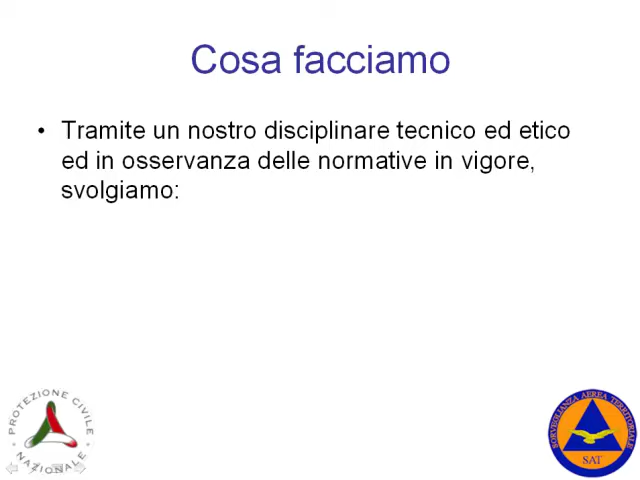 Cosa facciamo
• Tramite un nostro disciplinare tecnico ed etico
ed in osservanza delle normative in vigore,
svolgiamo:
PROTEZIONE CIVILE
NAZIONALE
SORVEGLIANZA AEREA TERRITORIALE
SAT